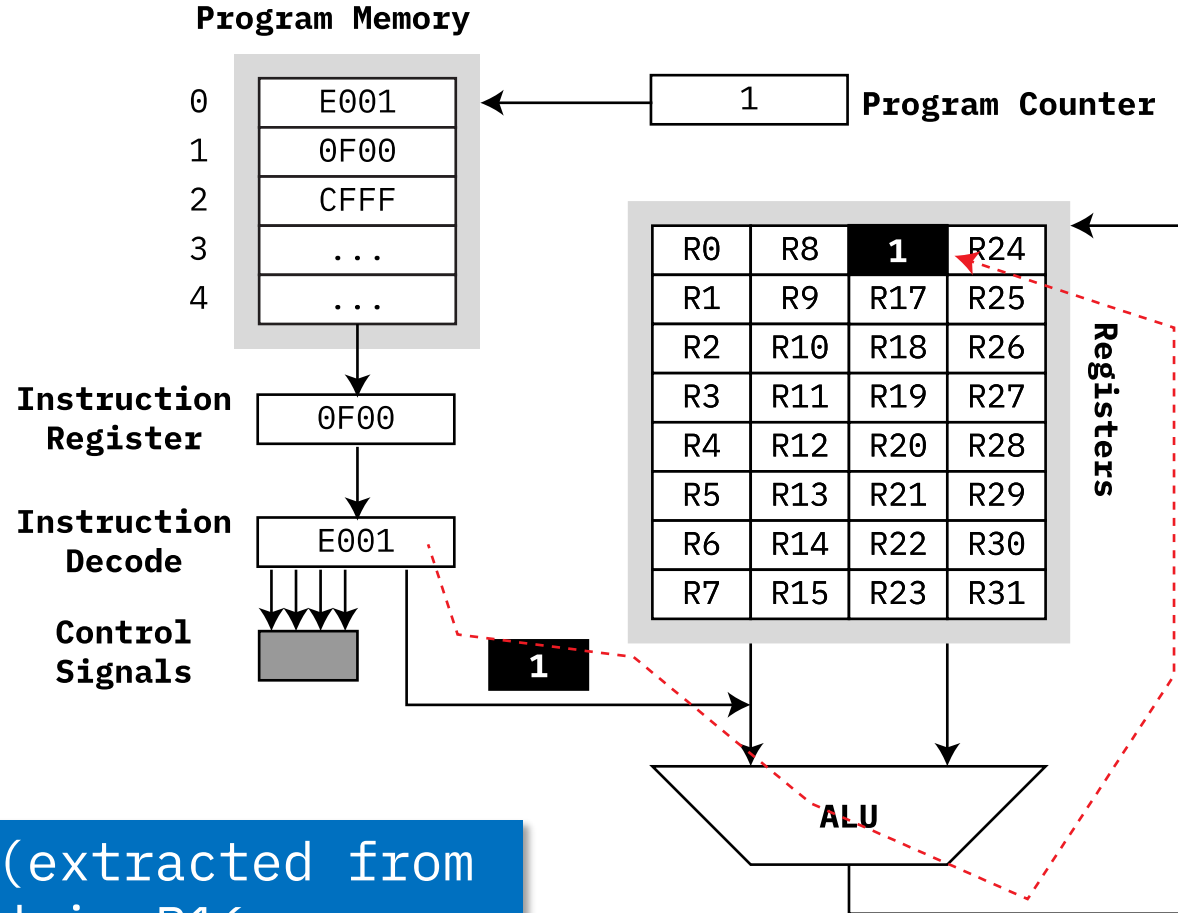 Program Memory
0 E001
1 0F00
2 CFFF
3 ...
4 ...
1 Program Counter
R0 R8 1 R24
R1 R9 R17 R25
R2 R10 R18 R26
R3 R11 R19 R27
R4 R12 R20 R28
R5 R13 R21 R29
R6 R14 R22 R30
R7 R15 R23 R31
Registers
Instruction
Register
0F00
Instruction
Decode
E001
Control
Signals
1
ALU
(extracted from
in R16